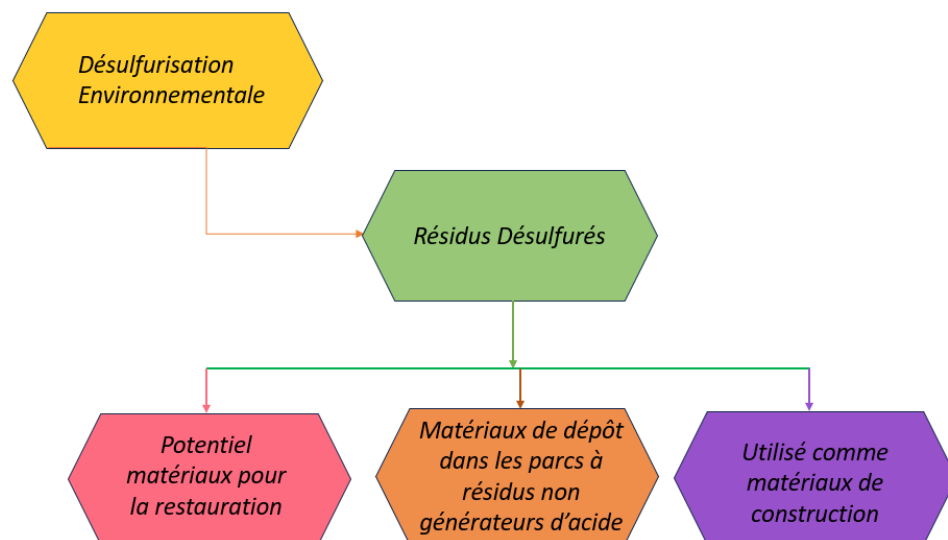 Désulfurisation
Environnementale
Résidus Désulfurés
Potentiel
matériaux pour
la restauration
Matériaux de dépôt
dans les parcs à
résidus non
générateurs d’acide
Utilisé comme
matériaux de
construction